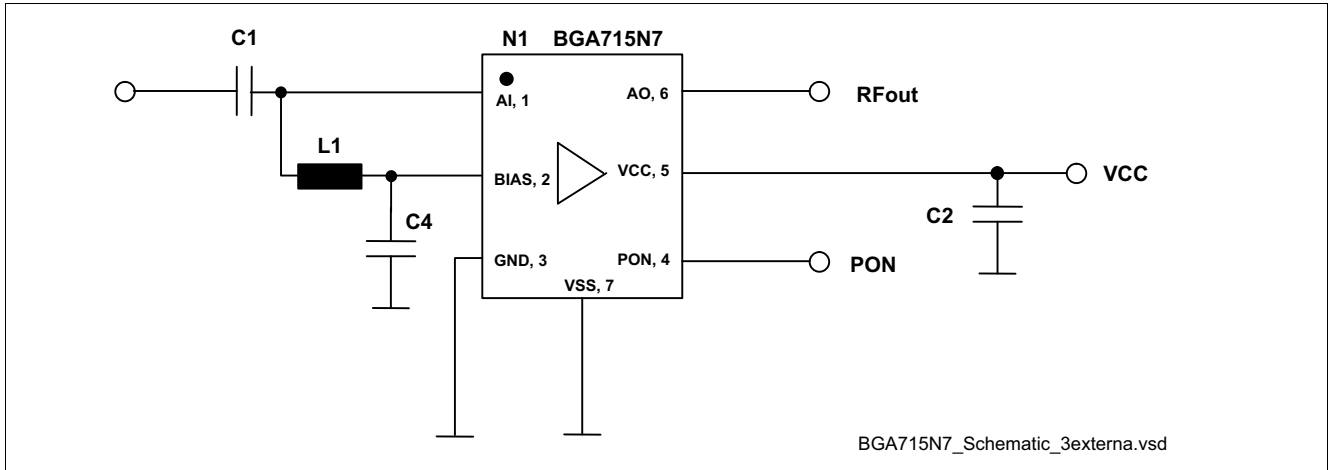 C1
N1 BGA715N7
AI, 1
AO, 6
RFout
L1
BIAS, 2
VCC, 5
VCC
C4
C2
GND, 3
PON, 4
PON
VSS, 7
BGA715N7_Schematic_3externa.vsd